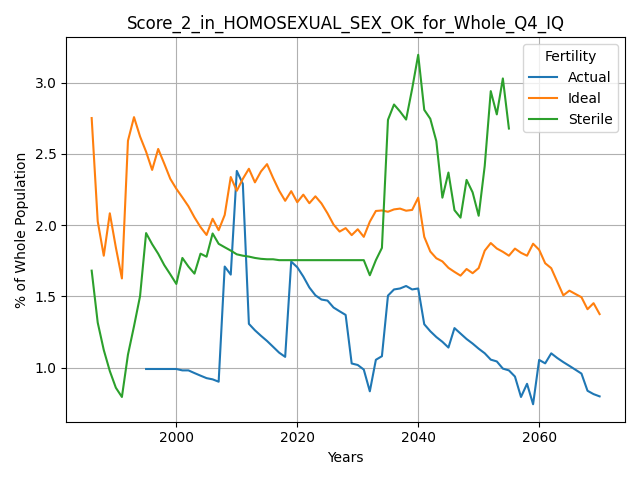 Score_2_in_HOMOSEXUAL_SEX_OK_for_Whole_Q4_IQ
Fertility
Actual
Ideal
Sterile
% of Whole Population
3.0
2.5
2.0
1.5
1.0
2000
2020
2040
2060
Years